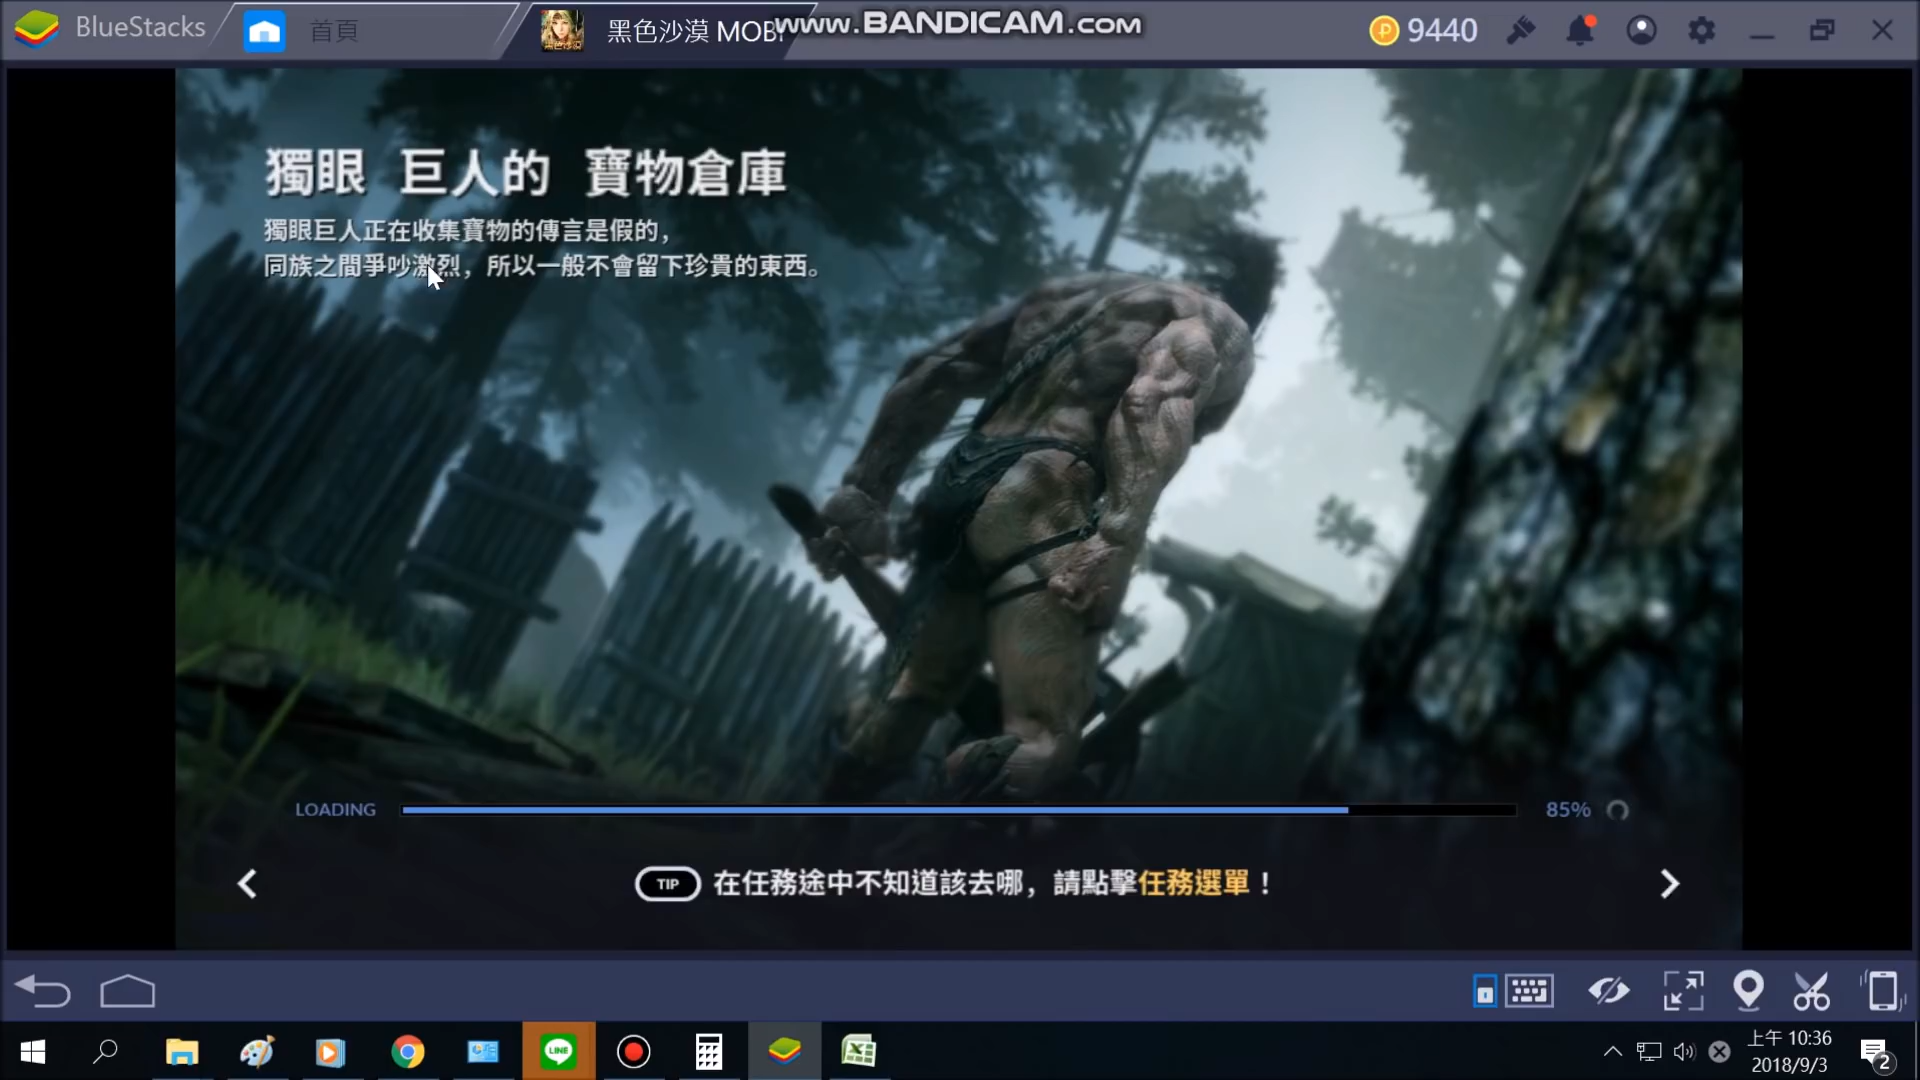 BlueStacks
首頁
黑色沙漠 MOBI
www.BANDICAM.com
9440
獨眼 巨人的 寶物倉庫
獨眼巨人正在收集寶物的傳言是假的，
同族之間爭吵激烈，所以一般不會留下珍貴的東西。
LOADING
85%
TIP
在任務途中不知道該去哪，請點擊任務選單！
LINE
上午 10:36
2018/9/3
2